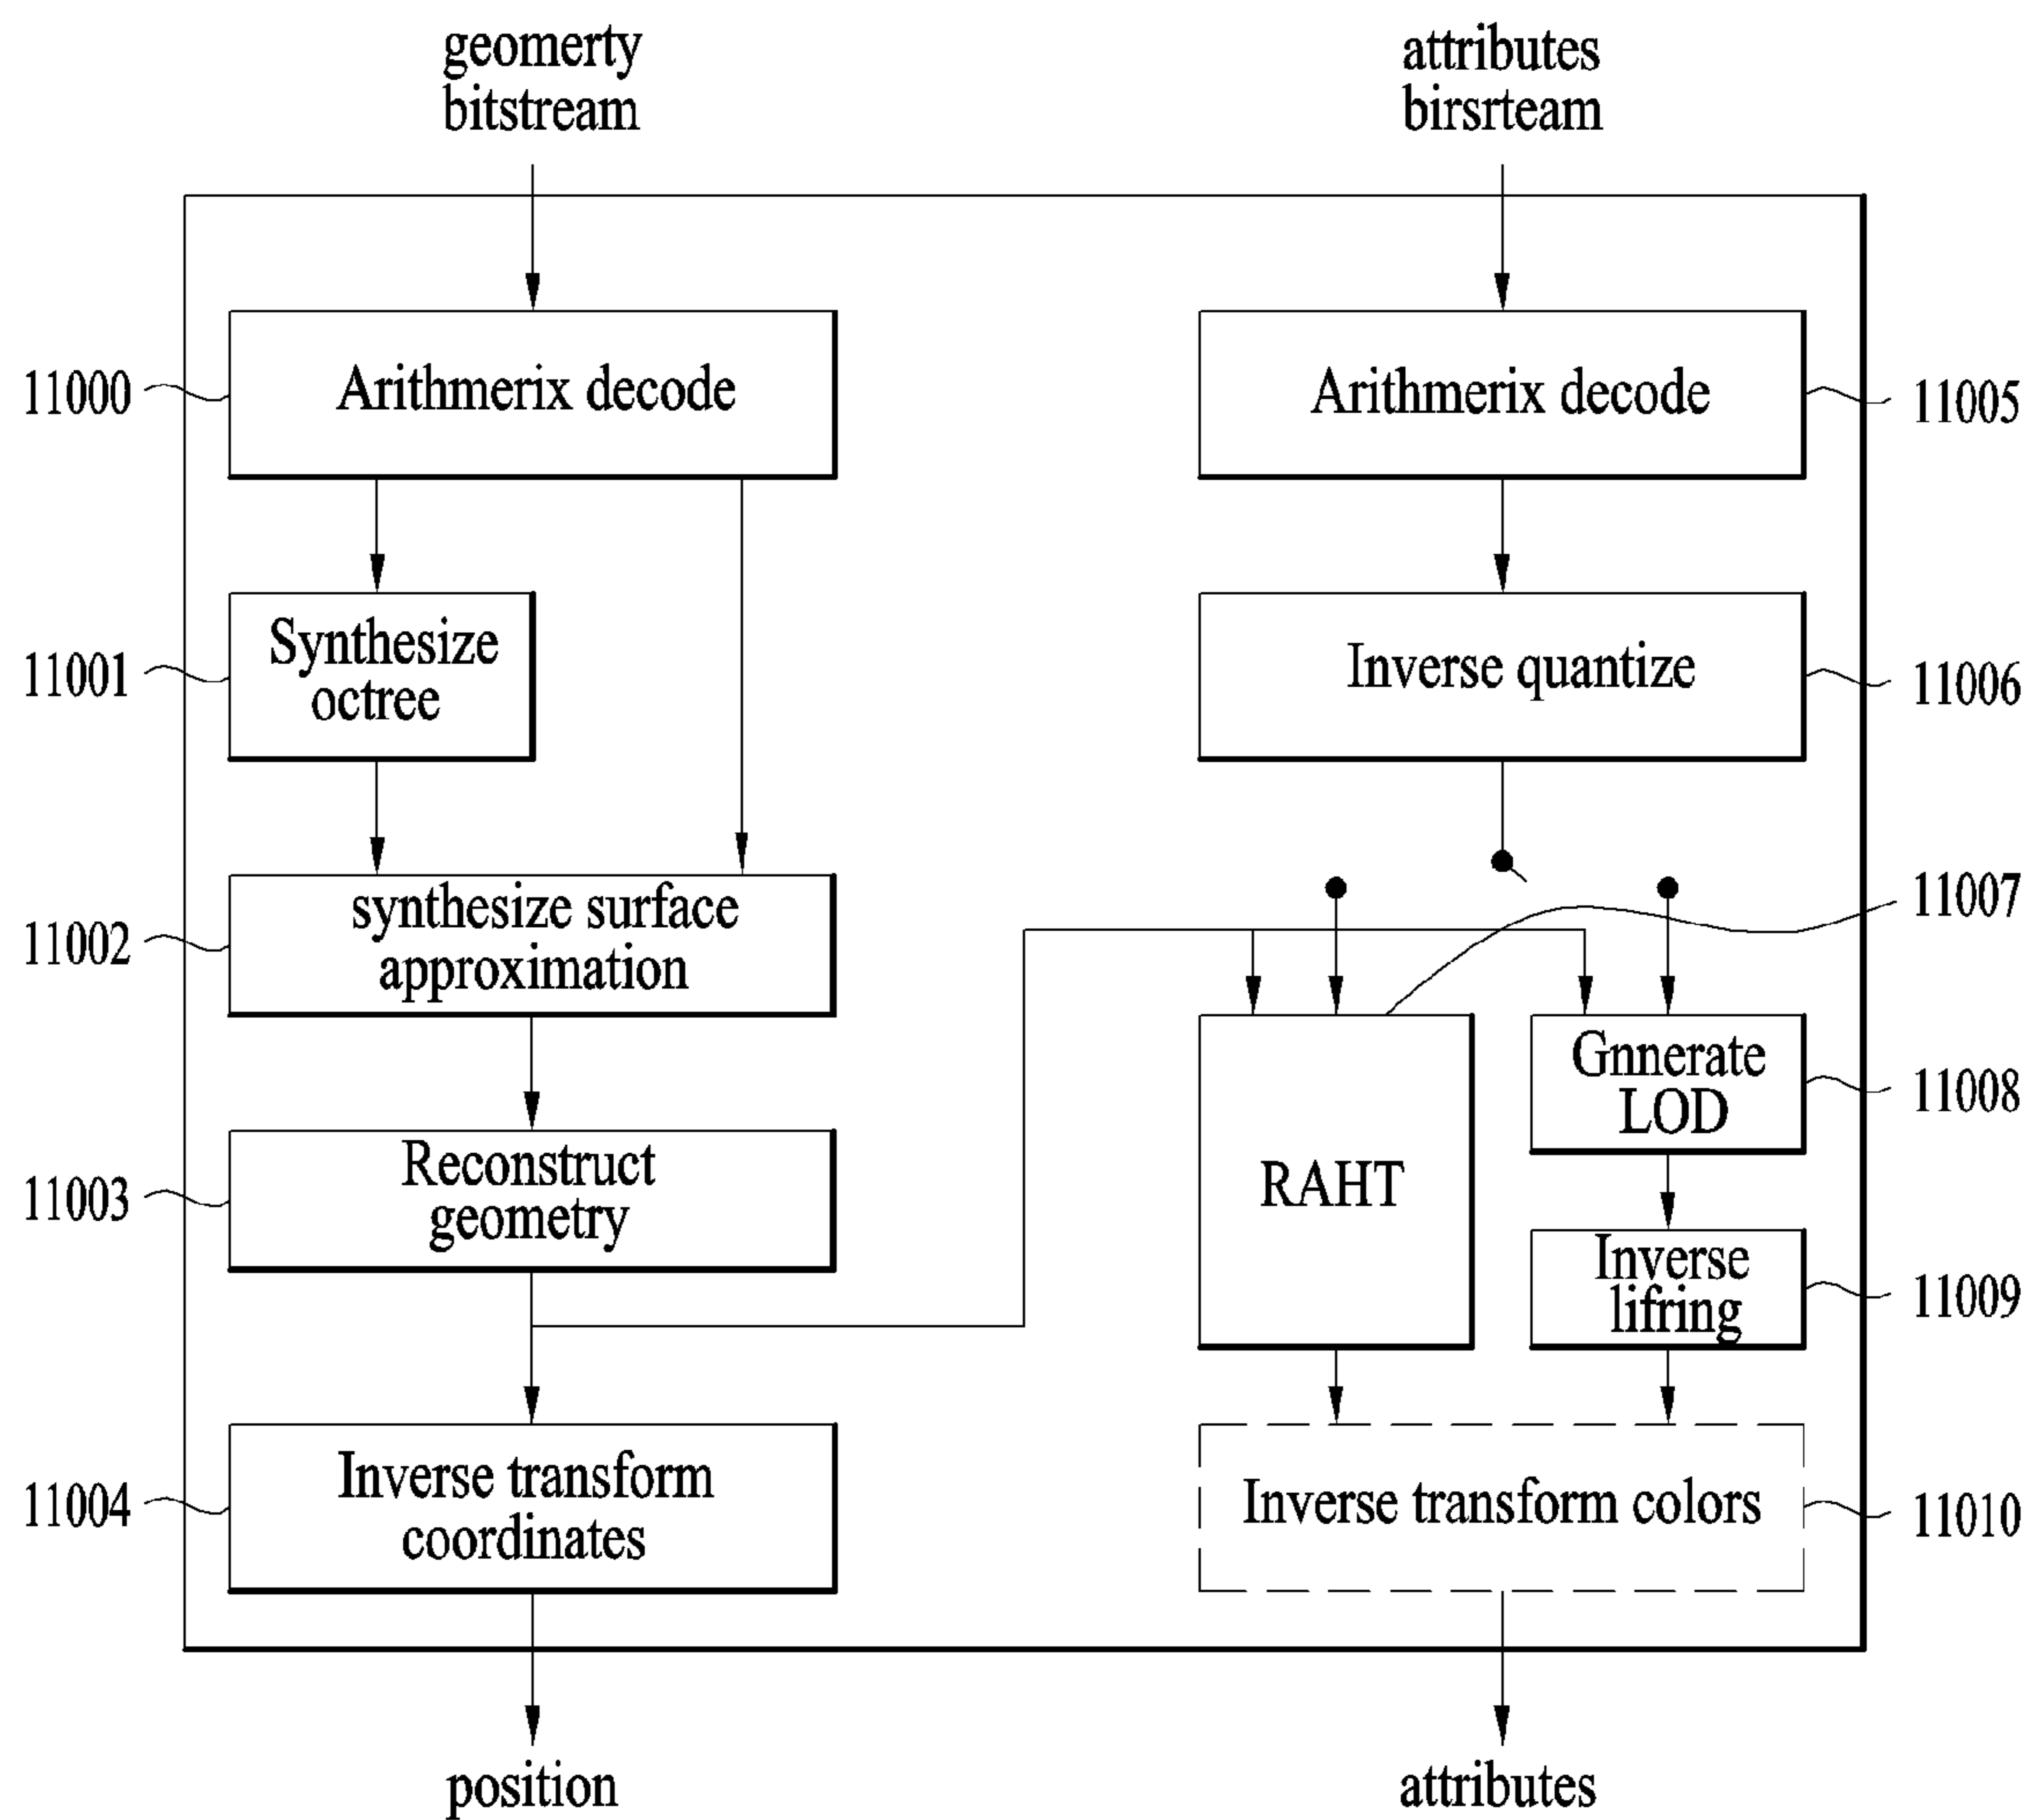 geomerty
bitstream
attributes
birsrteam
11000
Arithmerix decode
Arithmerix decode
11005
11001
Synthesize
octree
Inverse quantize
11006
11002
synthesize surface
approximation
11007
11003
Reconstruct
geometry
RAHT
Gnnerate
LOD
11008
Inverse
lifring
11009
11004
Inverse transform
coordinates
Inverse transform colors
11010
position
attributes